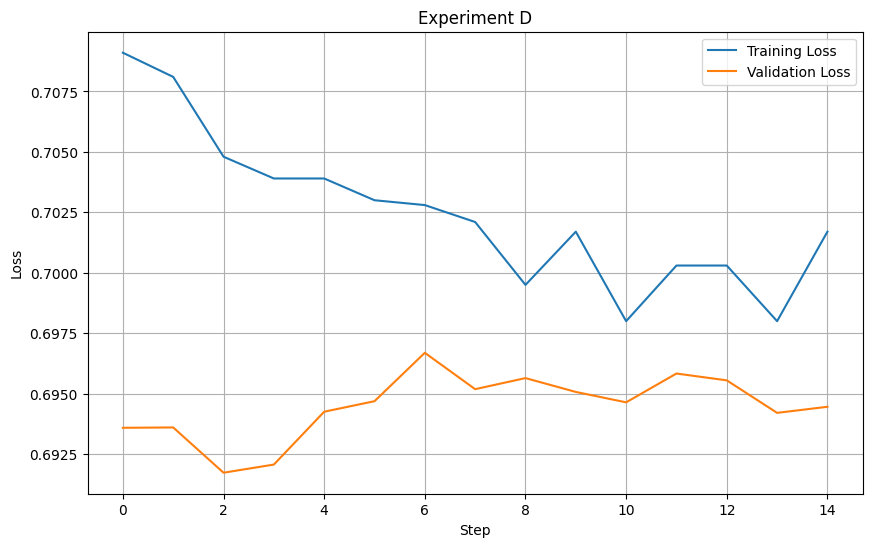 Experiment D
Training Loss
Validation Loss
0.7075
0.7050
0.7025
0.7000
0.6975
0.6950
0.6925
Loss
0 2 4 6 8 10 12 14
Step